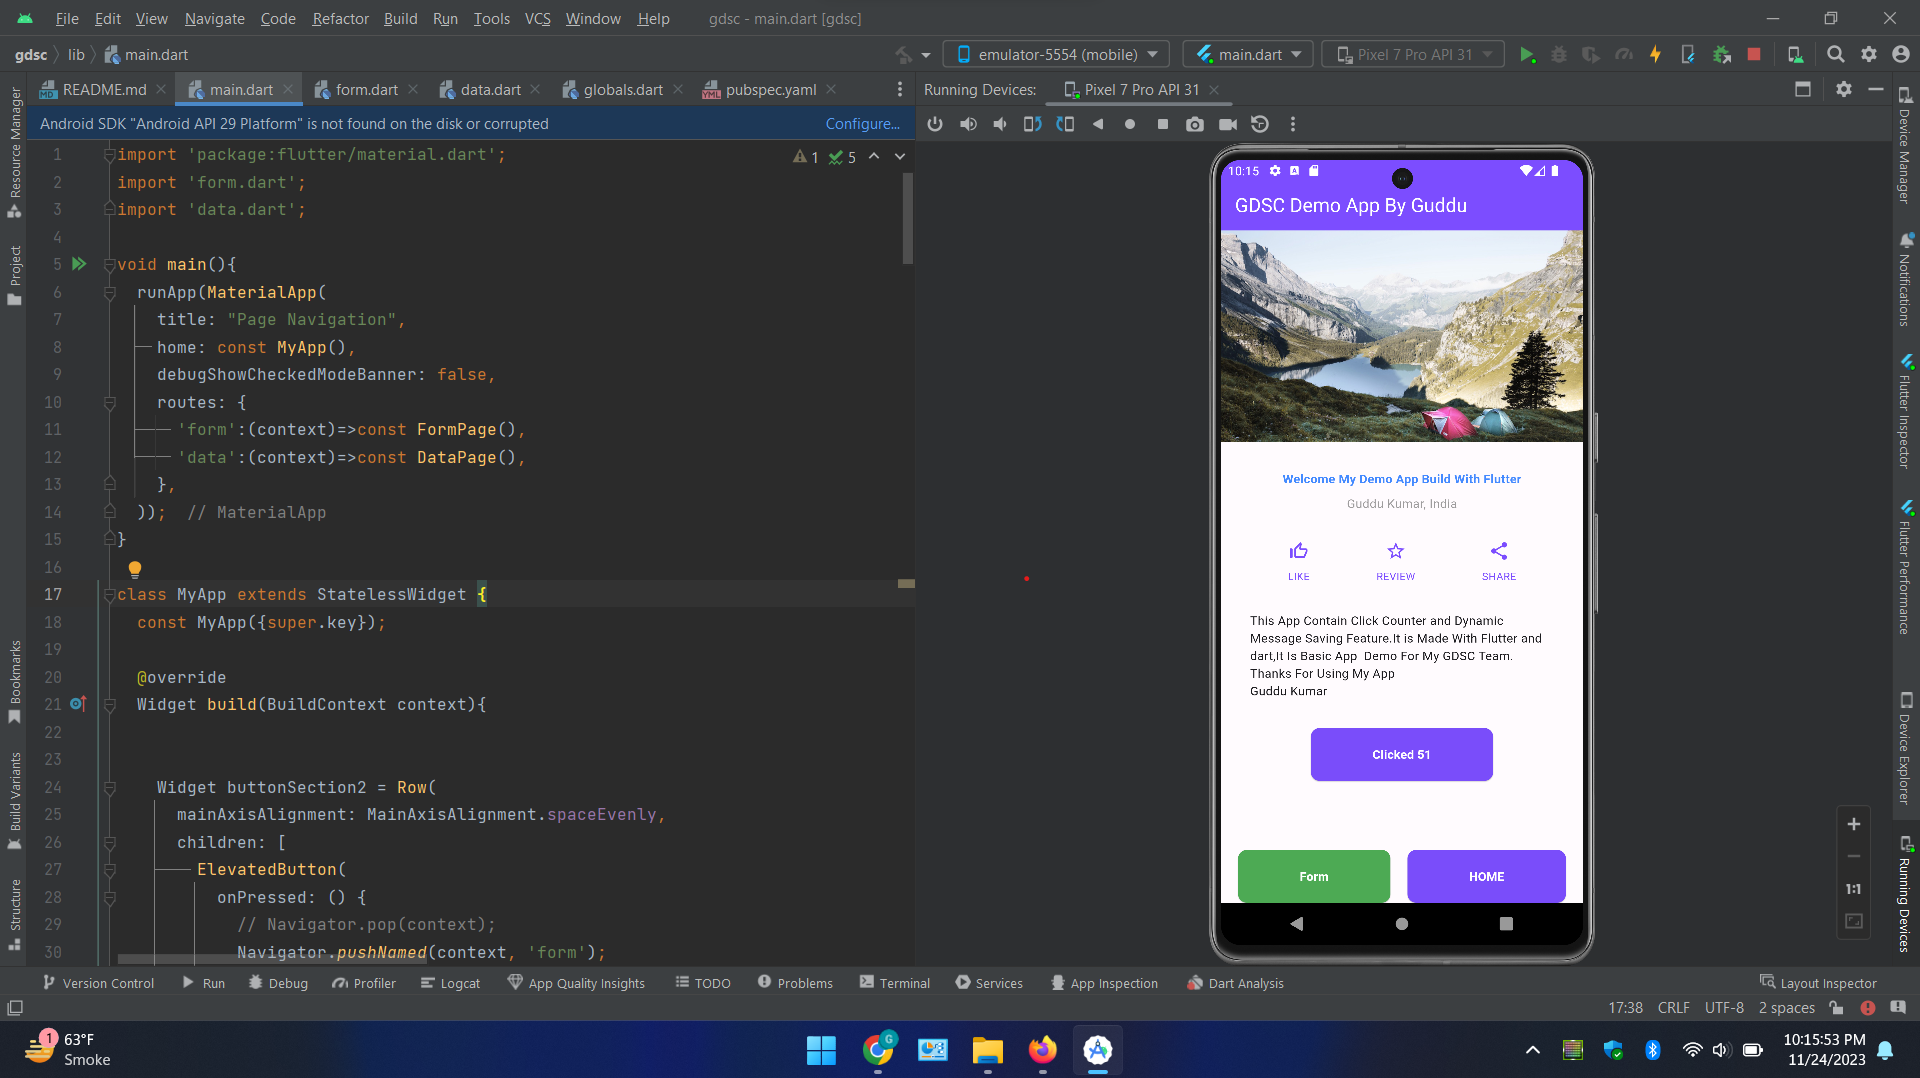 File Edit View Navigate Code Refactor Build Run Tools VCS Window Help gdsc - main.dart [gdsc]
gdsc lib main.dart emulator-5554 (mobile) main.dart Pixel 7 Pro API 31
README.md main.dart form.dart data.dart globals.dart pubspec.yaml
Android SDK "Android API 29 Platform" is not found on the disk or corrupted Configure...
1 import 'package:flutter/material.dart';
1 5
2 import 'form.dart';
3 import 'data.dart';
4
5 void main(){
6 runApp(MaterialApp(
7 title: "Page Navigation",
8 home: const MyApp(),
9 debugShowCheckedModeBanner: false,
10 routes: {
11 'form':(context)=>const FormPage(),
12 'data':(context)=>const DataPage(),
13 },
14 )); // MaterialApp
15 }
16
17 class MyApp extends StatelessWidget {
18 const MyApp({super.key});
19
20 @override
21 Widget build(BuildContext context){
22
23
24 Widget buttonSection2 = Row(
25 mainAxisAlignment: MainAxisAlignment.spaceEvenly,
26 children: [
27 ElevatedButton(
28 onPressed: () {
29 // Navigator.pop(context);
30 Navigator.pushNamed(context, 'form');
Resource Manager
Project
Bookmarks
Build Variants
Structure
Running Devices: Pixel 7 Pro API 31
10:15
GDSC Demo App By Guddu
Welcome My Demo App Build With Flutter
Guddu Kumar, India
LIKE REVIEW SHARE
This App Contain Click Counter and Dynamic
Message Saving Feature.It is Made With Flutter and
dart,It Is Basic App  Demo For My GDSC Team.
Thanks For Using My App
Guddu Kumar
Clicked 51
Form HOME
1:1
Device Manager
Notifications
Flutter Inspector
Flutter Performance
Device Explorer
Running Devices
Version Control Run Debug Profiler Logcat App Quality Insights TODO Problems Terminal Services App Inspection Dart Analysis Layout Inspector
17:38 CRLF UTF-8 2 spaces
1 63°F
Smoke
G
10:15:53 PM
11/24/2023